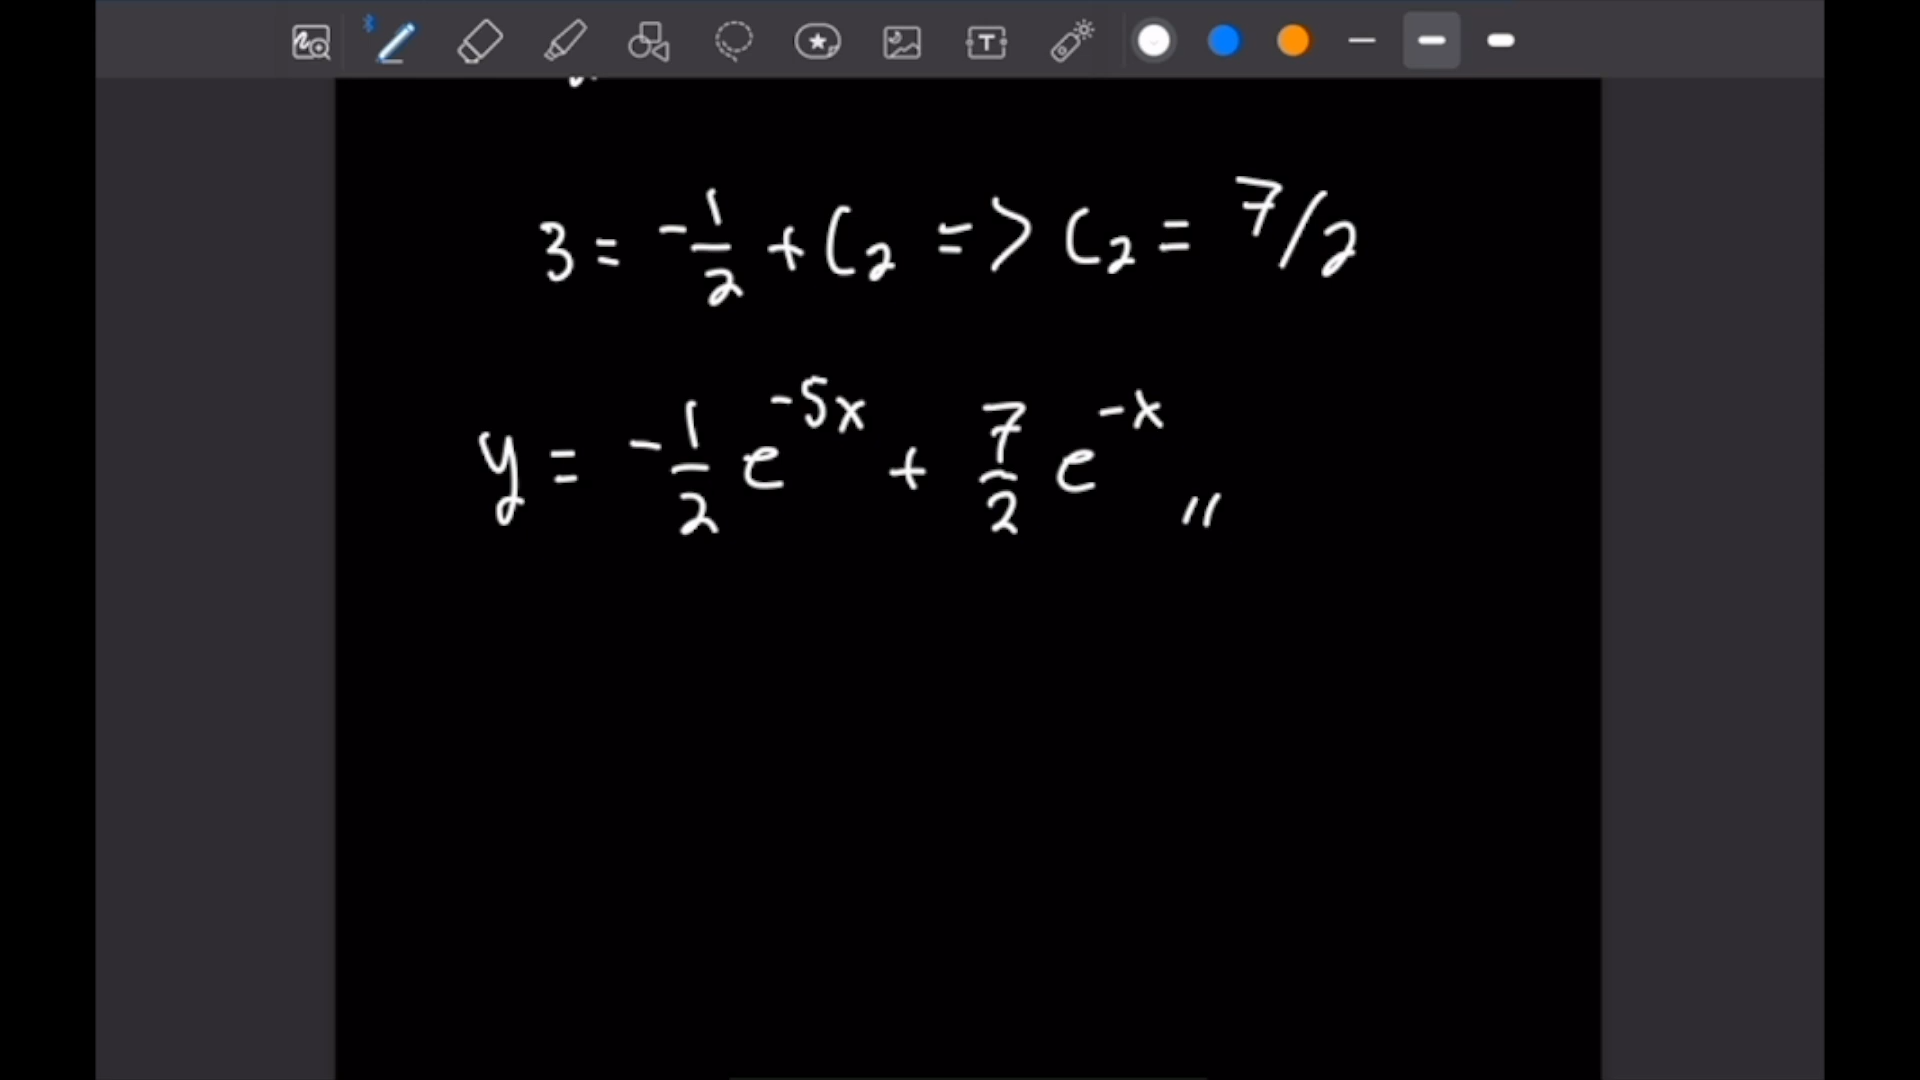 3 = -1/2 + C₂ => C₂ = 7/2
y = -1/2 e^(-5x) + 7/2 e^(-x) //